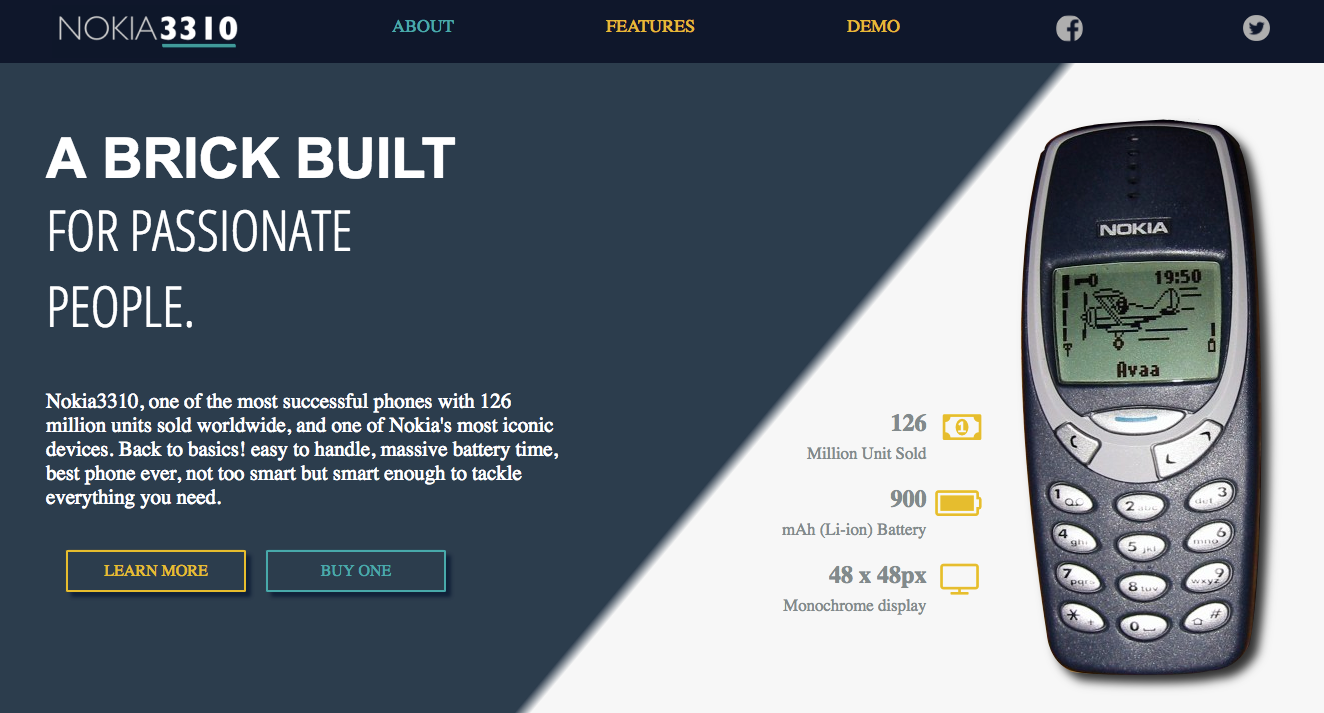 NOKIA3310
ABOUT
FEATURES
DEMO
A BRICK BUILT
FOR PASSIONATE
PEOPLE.
Nokia3310, one of the most successful phones with 126
million units sold worldwide, and one of Nokia's most iconic
devices. Back to basics! easy to handle, massive battery time,
best phone ever, not too smart but smart enough to tackle
everything you need.
LEARN MORE
BUY ONE
126
1
Million Unit Sold
900
mAh (Li-ion) Battery
48 x 48px
Monochrome display
NOKIA
19:50
Avaa
1
2 abc
3 def
4 ghi
5 jkl
6 mno
7 pqrs
8 tuv
9 wxyz
* +
0
#